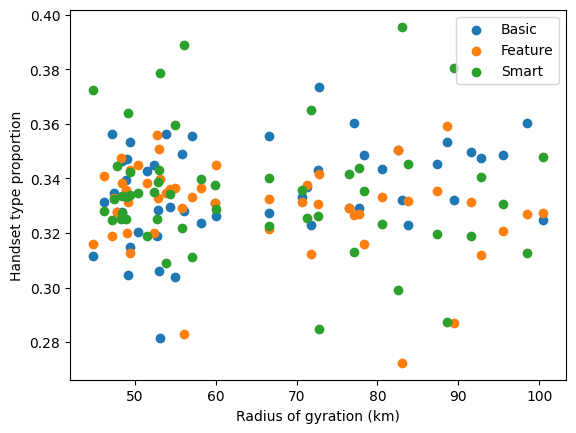 0.40
0.38
0.36
0.34
0.32
0.30
0.28
Handset type proportion
Basic
Feature
Smart
50 60 70 80 90 100
Radius of gyration (km)